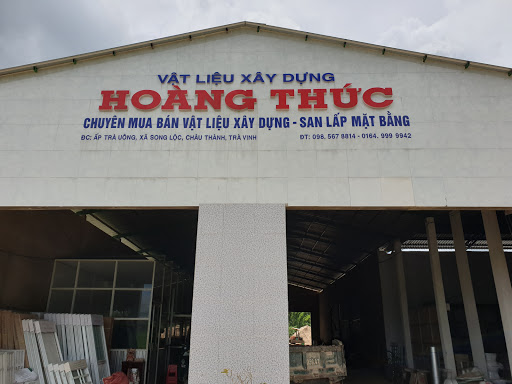 VẬT LIỆU XÂY DỰNG
HOÀNG THỨC
CHUYÊN MUA BÁN VẬT LIỆU XÂY DỰNG - SAN LẤP MẶT BẰNG
ĐC: ẤP TRÀ UÔNG, XÃ SONG LỘC, CHÂU THÀNH, TRÀ VINH ĐT: 098. 567 8814 - 0164. 999 9942